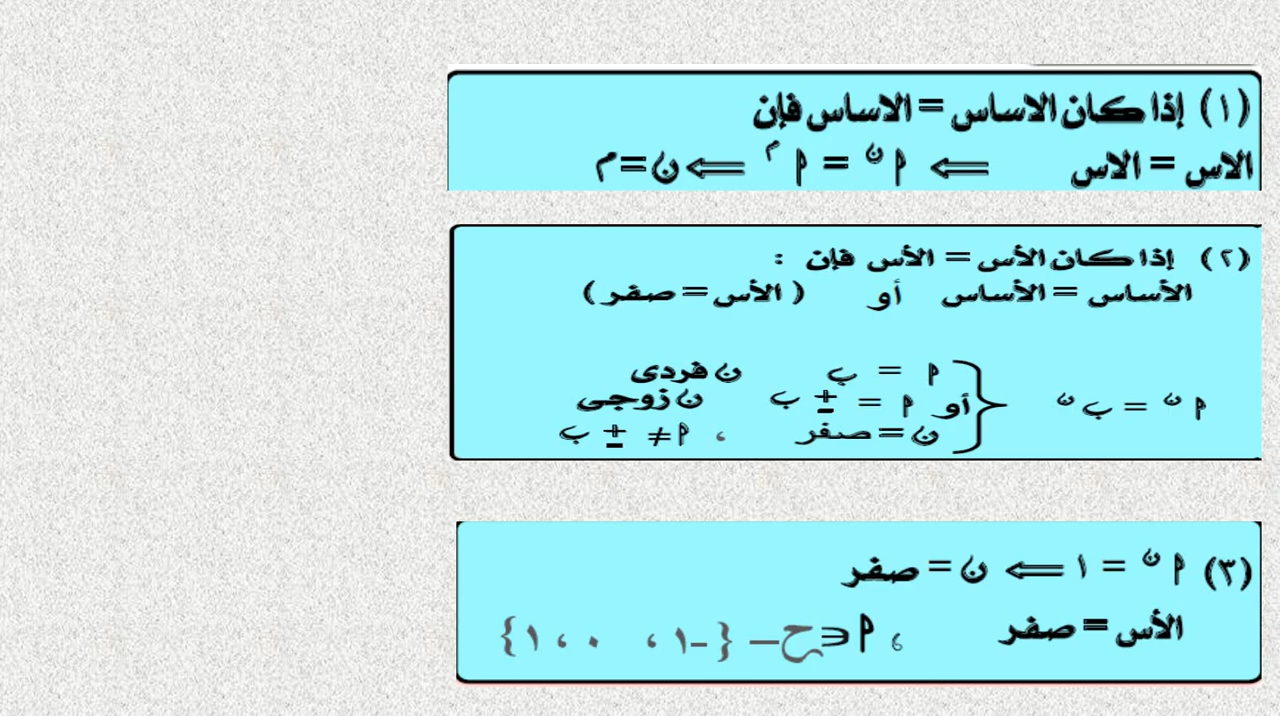 (١) إذا كان الاساس = الاساس فإن
الاس = الاس ⇐ ٩ ن = ٩ م ⇐ ن = م
(٢) إذا كان الأس = الأس فإن :
الأساس = الأساس أو ( الأس = صفر )
٩ = ب ن فردى
٩ ن = ب ن أو ٩ = ± ب ن زوجى
ن = صفر ، ٩ ≠ ± ب
(٣) ٩ ن = ١ ⇐ ن = صفر
الأس = صفر ، ٩ ∈ ح – { -١ ، ٠ ، ١ }